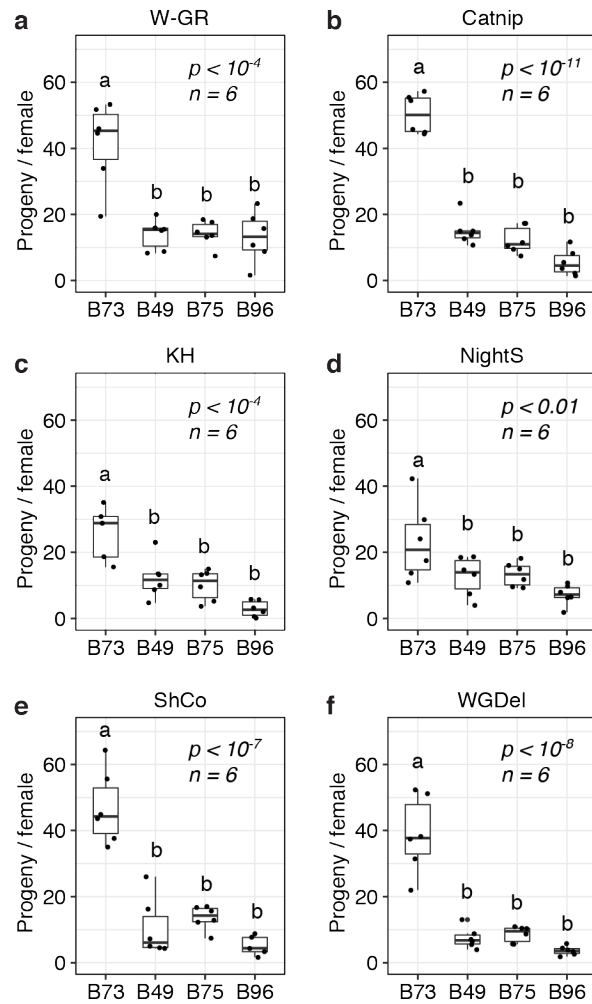 a
W-GR
Progeny / female
60
40
20
0
a
b
b
b
p < 10⁻⁴
n = 6
B73 B49 B75 B96
b
Catnip
Progeny / female
60
40
20
0
a
b
b
b
p < 10⁻¹¹
n = 6
B73 B49 B75 B96
c
KH
Progeny / female
60
40
20
0
a
b
b
b
p < 10⁻⁴
n = 6
B73 B49 B75 B96
d
NightS
Progeny / female
60
40
20
0
a
b
b
b
p < 0.01
n = 6
B73 B49 B75 B96
e
ShCo
Progeny / female
60
40
20
0
a
b
b
b
p < 10⁻⁷
n = 6
B73 B49 B75 B96
f
WGDel
Progeny / female
60
40
20
0
a
b
b
b
p < 10⁻⁸
n = 6
B73 B49 B75 B96